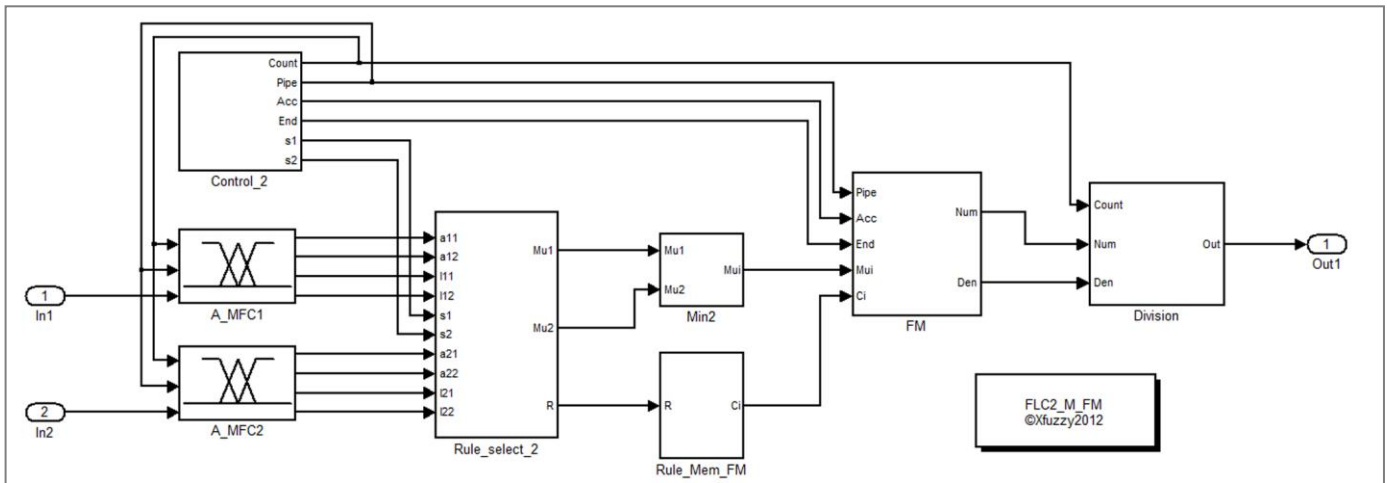 Count
Pipe
Acc
End
s1
s2
Control_2
A_MFC1
1
In1
A_MFC2
2
In2
a11
a12
l11
l12
s1
s2
a21
a22
l21
l22
Mu1
Mu2
R
Rule_select_2
Mu1
Mu2
Mui
Min2
R
Ci
Rule_Mem_FM
Pipe
Acc
End
Mui
Ci
Num
Den
FM
Count
Num
Den
Out
Division
1
Out1
FLC2_M_FM
©Xfuzzy2012